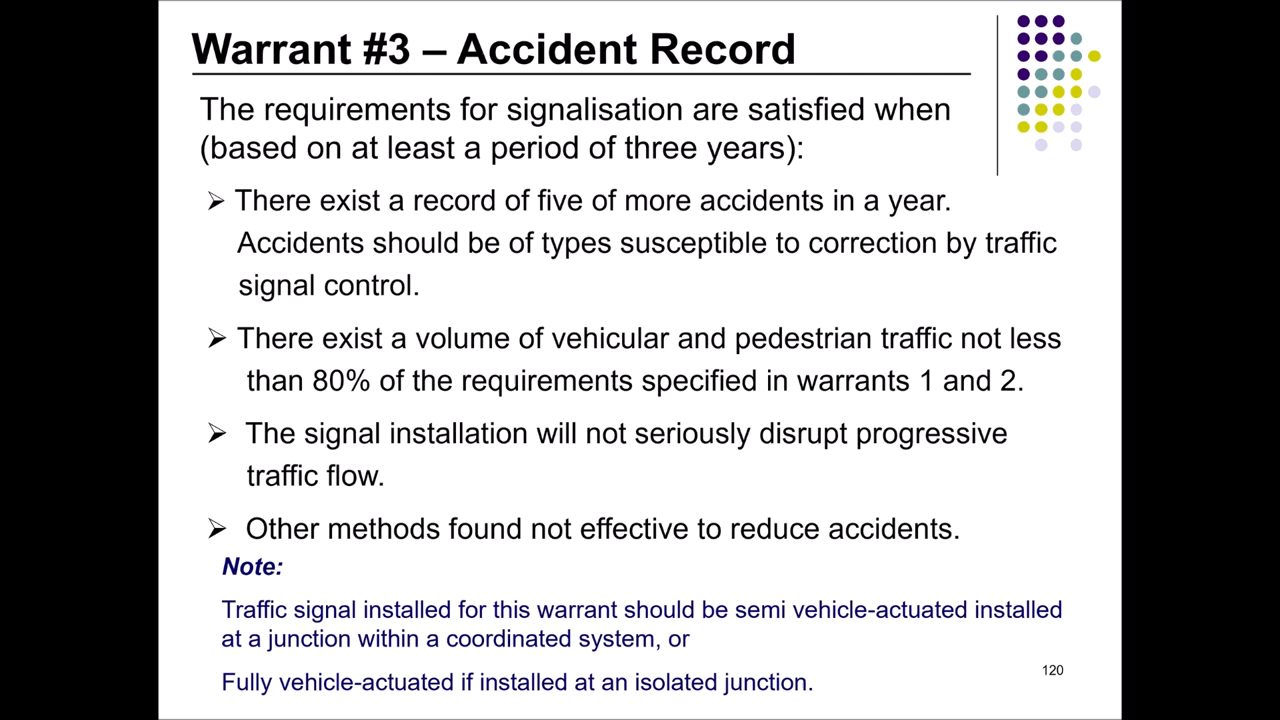 Warrant #3 – Accident Record
The requirements for signalisation are satisfied when
(based on at least a period of three years):
➢ There exist a record of five of more accidents in a year.
Accidents should be of types susceptible to correction by traffic
signal control.
➢ There exist a volume of vehicular and pedestrian traffic not less
than 80% of the requirements specified in warrants 1 and 2.
➢ The signal installation will not seriously disrupt progressive
traffic flow.
➢ Other methods found not effective to reduce accidents.
Note:
Traffic signal installed for this warrant should be semi vehicle-actuated installed
at a junction within a coordinated system, or
Fully vehicle-actuated if installed at an isolated junction.
120